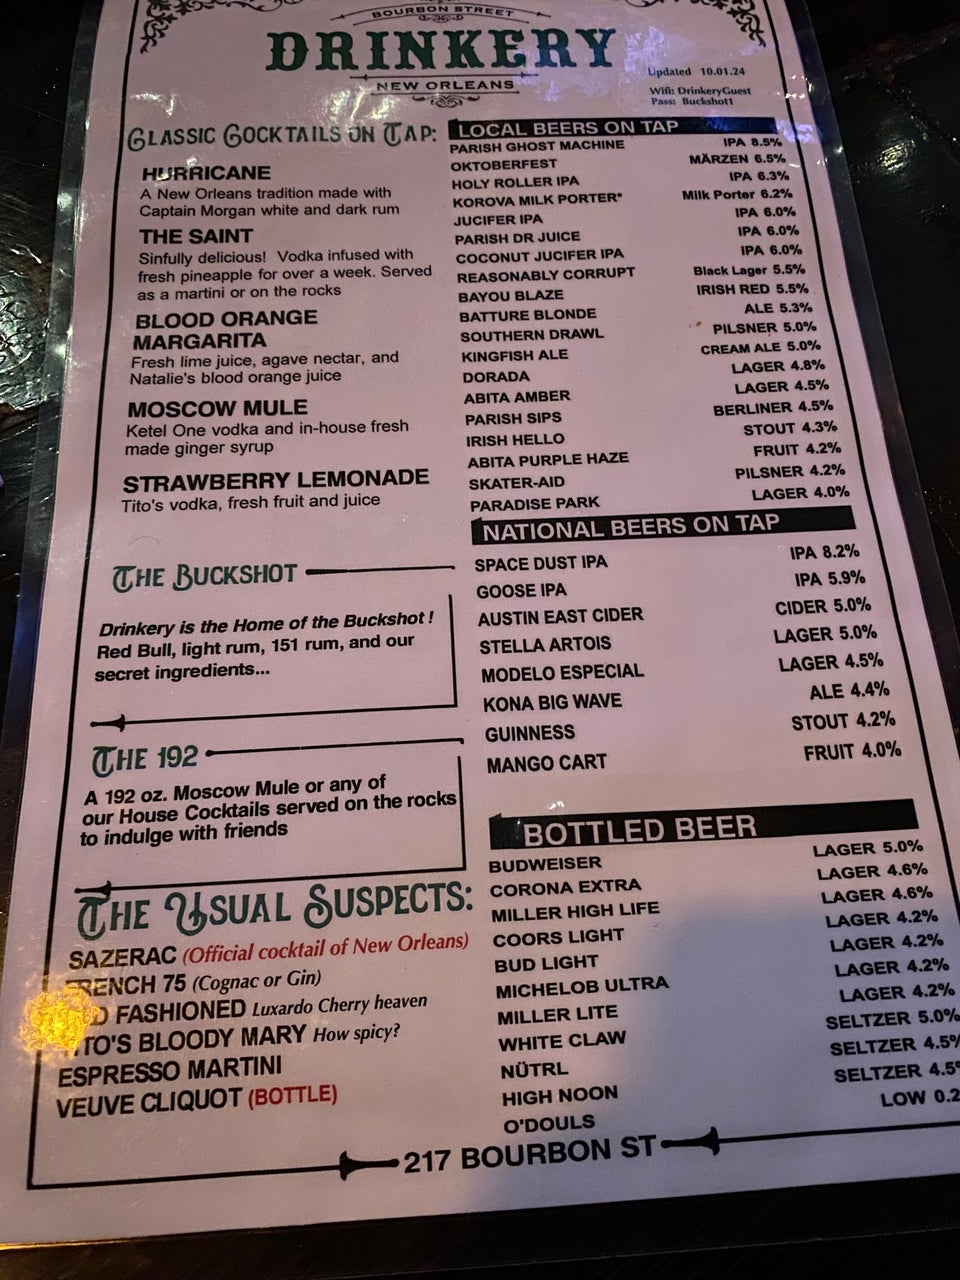 BOURBON STREET
DRINKERY
NEW ORLEANS
Updated 10.01.24
Wifi: DrinkeryGuest
Pass: Buckshot1
CLASSIC COCKTAILS ON TAP:
HURRICANE
A New Orleans tradition made with
Captain Morgan white and dark rum
THE SAINT
Sinfully delicious! Vodka infused with
fresh pineapple for over a week. Served
as a martini or on the rocks
BLOOD ORANGE
MARGARITA
Fresh lime juice, agave nectar, and
Natalie's blood orange juice
MOSCOW MULE
Ketel One vodka and in-house fresh
made ginger syrup
STRAWBERRY LEMONADE
Tito's vodka, fresh fruit and juice
THE BUCKSHOT
Drinkery is the Home of the Buckshot !
Red Bull, light rum, 151 rum, and our
secret ingredients...
THE 192
A 192 oz. Moscow Mule or any of
our House Cocktails served on the rocks
to indulge with friends
THE USUAL SUSPECTS:
SAZERAC (Official cocktail of New Orleans)
FRENCH 75 (Cognac or Gin)
FASHIONED Luxardo Cherry heaven
TITO'S BLOODY MARY How spicy?
ESPRESSO MARTINI
VEUVE CLIQUOT (BOTTLE)
LOCAL BEERS ON TAP
PARISH GHOST MACHINE IPA 8.5%
OKTOBERFEST MÄRZEN 6.5%
HOLY ROLLER IPA IPA 6.3%
KOROVA MILK PORTER* Milk Porter 6.2%
JUCIFER IPA IPA 6.0%
PARISH DR JUICE IPA 6.0%
COCONUT JUCIFER IPA IPA 6.0%
REASONABLY CORRUPT Black Lager 5.5%
BAYOU BLAZE IRISH RED 5.5%
BATTURE BLONDE ALE 5.3%
SOUTHERN DRAWL PILSNER 5.0%
KINGFISH ALE CREAM ALE 5.0%
DORADA LAGER 4.8%
ABITA AMBER LAGER 4.5%
PARISH SIPS BERLINER 4.5%
IRISH HELLO STOUT 4.3%
ABITA PURPLE HAZE FRUIT 4.2%
SKATER-AID PILSNER 4.2%
PARADISE PARK LAGER 4.0%
NATIONAL BEERS ON TAP
SPACE DUST IPA IPA 8.2%
GOOSE IPA IPA 5.9%
AUSTIN EAST CIDER CIDER 5.0%
STELLA ARTOIS LAGER 5.0%
MODELO ESPECIAL LAGER 4.5%
KONA BIG WAVE ALE 4.4%
GUINNESS STOUT 4.2%
MANGO CART FRUIT 4.0%
BOTTLED BEER
BUDWEISER LAGER 5.0%
CORONA EXTRA LAGER 4.6%
MILLER HIGH LIFE LAGER 4.6%
COORS LIGHT LAGER 4.2%
BUD LIGHT LAGER 4.2%
MICHELOB ULTRA LAGER 4.2%
MILLER LITE LAGER 4.2%
WHITE CLAW SELTZER 5.0%
NÜTRL SELTZER 4.5%
HIGH NOON SELTZER 4.5%
O'DOULS LOW 0.2
217 BOURBON ST